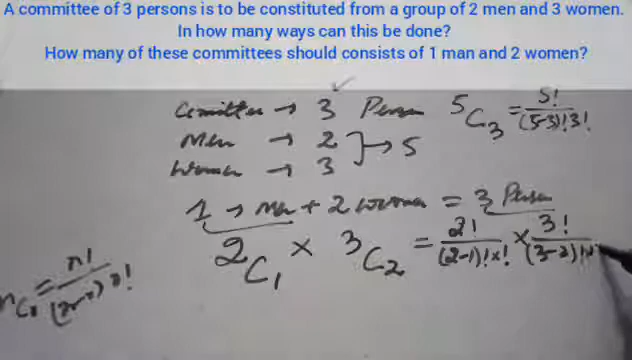 A committee of 3 persons is to be constituted from a group of 2 men and 3 women.
In how many ways can this be done?
How many of these committees should consists of 1 man and 2 women?
Committee → 3 Person 5C3 = 5!/(5-3)!3!
Men → 2
Women → 3 → 5
1 → Man + 2 Women = 3 Person
2C1 × 3C2 = 2!/(2-1)!×! × 3!/(3-2)!
= n!